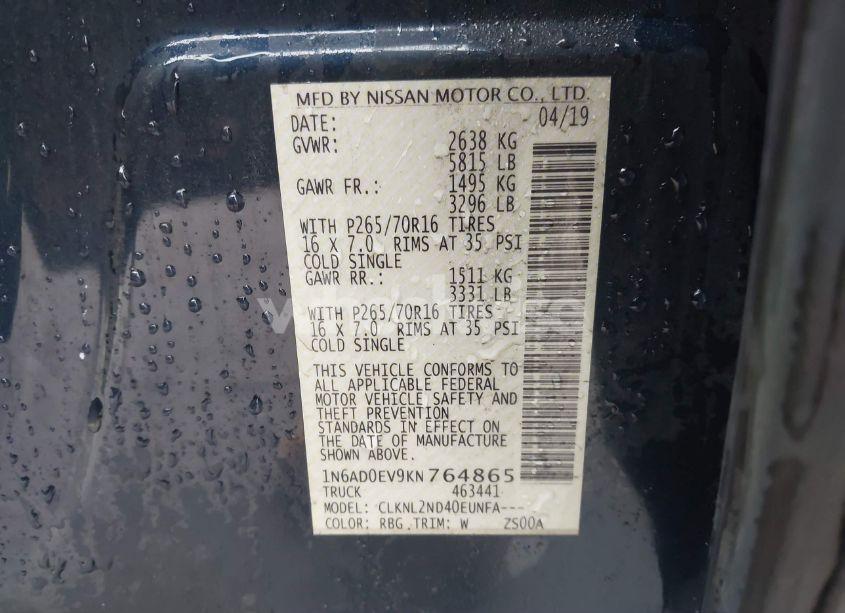 MFD BY NISSAN MOTOR CO., LTD.
DATE: 04/19
GVWR: 2638 KG
5815 LB
GAWR FR.: 1495 KG
3296 LB
WITH P265/70R16 TIRES
16 X 7.0 RIMS AT 35 PSI
COLD SINGLE
GAWR RR.: 1511 KG
3331 LB
WITH P265/70R16 TIRES
16 X 7.0 RIMS AT 35 PSI
COLD SINGLE
THIS VEHICLE CONFORMS TO
ALL APPLICABLE FEDERAL
MOTOR VEHICLE SAFETY AND
THEFT PREVENTION
STANDARDS IN EFFECT ON
THE DATE OF MANUFACTURE
SHOWN ABOVE.
1N6AD0EV9KN764865
TRUCK 463441
MODEL: CLKNL2ND40EUNFA---
COLOR: RBG TRIM: W ZS00A